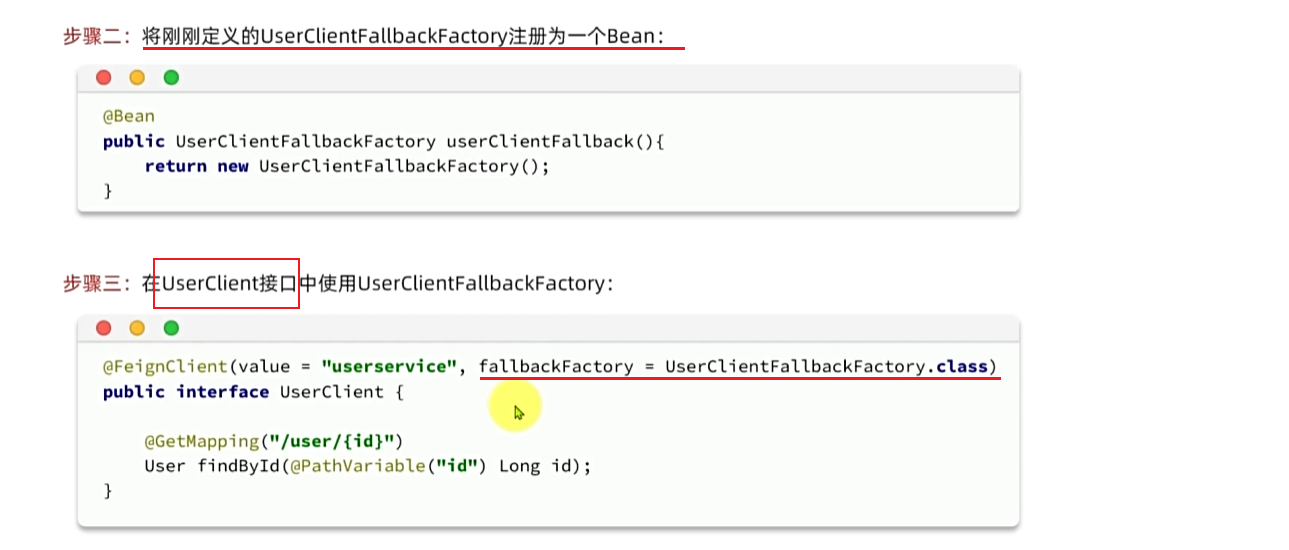 步骤二：将刚刚定义的UserClientFallbackFactory注册为一个Bean：
@Bean
public UserClientFallbackFactory userClientFallback(){
    return new UserClientFallbackFactory();
}
步骤三：在UserClient接口中使用UserClientFallbackFactory：
@FeignClient(value = "userservice", fallbackFactory = UserClientFallbackFactory.class)
public interface UserClient {
    @GetMapping("/user/{id}")
    User findById(@PathVariable("id") Long id);
}